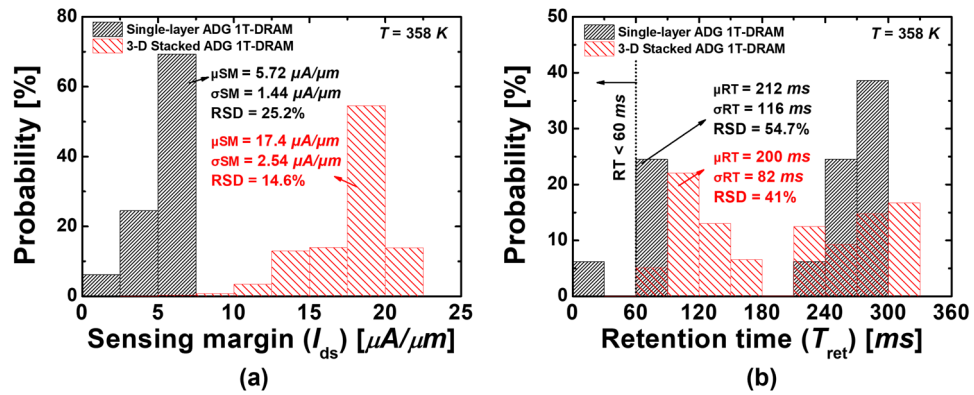 Single-layer ADG 1T-DRAM
3-D Stacked ADG 1T-DRAM
T = 358 K
µSM = 5.72 µA/µm
σSM = 1.44 µA/µm
RSD = 25.2%
µSM = 17.4 µA/µm
σSM = 2.54 µA/µm
RSD = 14.6%
Probability [%]
80
60
40
20
0
0 5 10 15 20 25
Sensing margin (Ids) [µA/µm]
(a)
Single-layer ADG 1T-DRAM
3-D Stacked ADG 1T-DRAM
T = 358 K
RT < 60 ms
µRT = 212 ms
σRT = 116 ms
RSD = 54.7%
µRT = 200 ms
σRT = 82 ms
RSD = 41%
Probability [%]
50
40
30
20
10
0
0 60 120 180 240 300 360
Retention time (Tret) [ms]
(b)